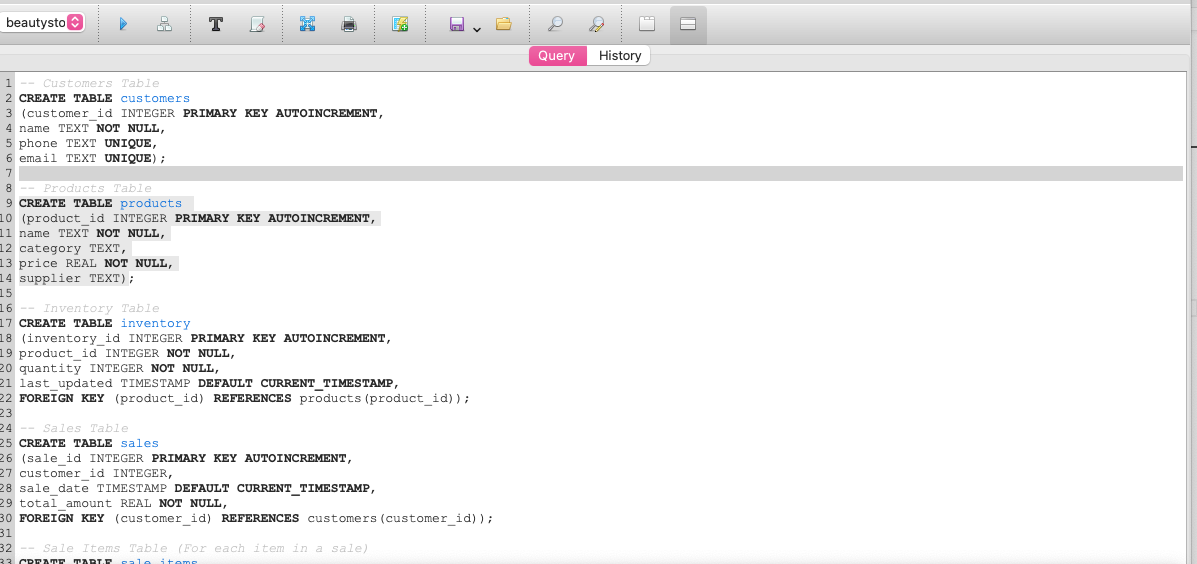 beautysto
T
Query History
1 -- Customers Table
2 CREATE TABLE customers
3 (customer_id INTEGER PRIMARY KEY AUTOINCREMENT,
4 name TEXT NOT NULL,
5 phone TEXT UNIQUE,
6 email TEXT UNIQUE);
7
8 -- Products Table
9 CREATE TABLE products
10 (product_id INTEGER PRIMARY KEY AUTOINCREMENT,
11 name TEXT NOT NULL,
12 category TEXT,
13 price REAL NOT NULL,
14 supplier TEXT);
15
16 -- Inventory Table
17 CREATE TABLE inventory
18 (inventory_id INTEGER PRIMARY KEY AUTOINCREMENT,
19 product_id INTEGER NOT NULL,
20 quantity INTEGER NOT NULL,
21 last_updated TIMESTAMP DEFAULT CURRENT_TIMESTAMP,
22 FOREIGN KEY (product_id) REFERENCES products(product_id));
23
24 -- Sales Table
25 CREATE TABLE sales
26 (sale_id INTEGER PRIMARY KEY AUTOINCREMENT,
27 customer_id INTEGER,
28 sale_date TIMESTAMP DEFAULT CURRENT_TIMESTAMP,
29 total_amount REAL NOT NULL,
30 FOREIGN KEY (customer_id) REFERENCES customers(customer_id));
31
32 -- Sale Items Table (For each item in a sale)
33 CREATE TABLE sale_items